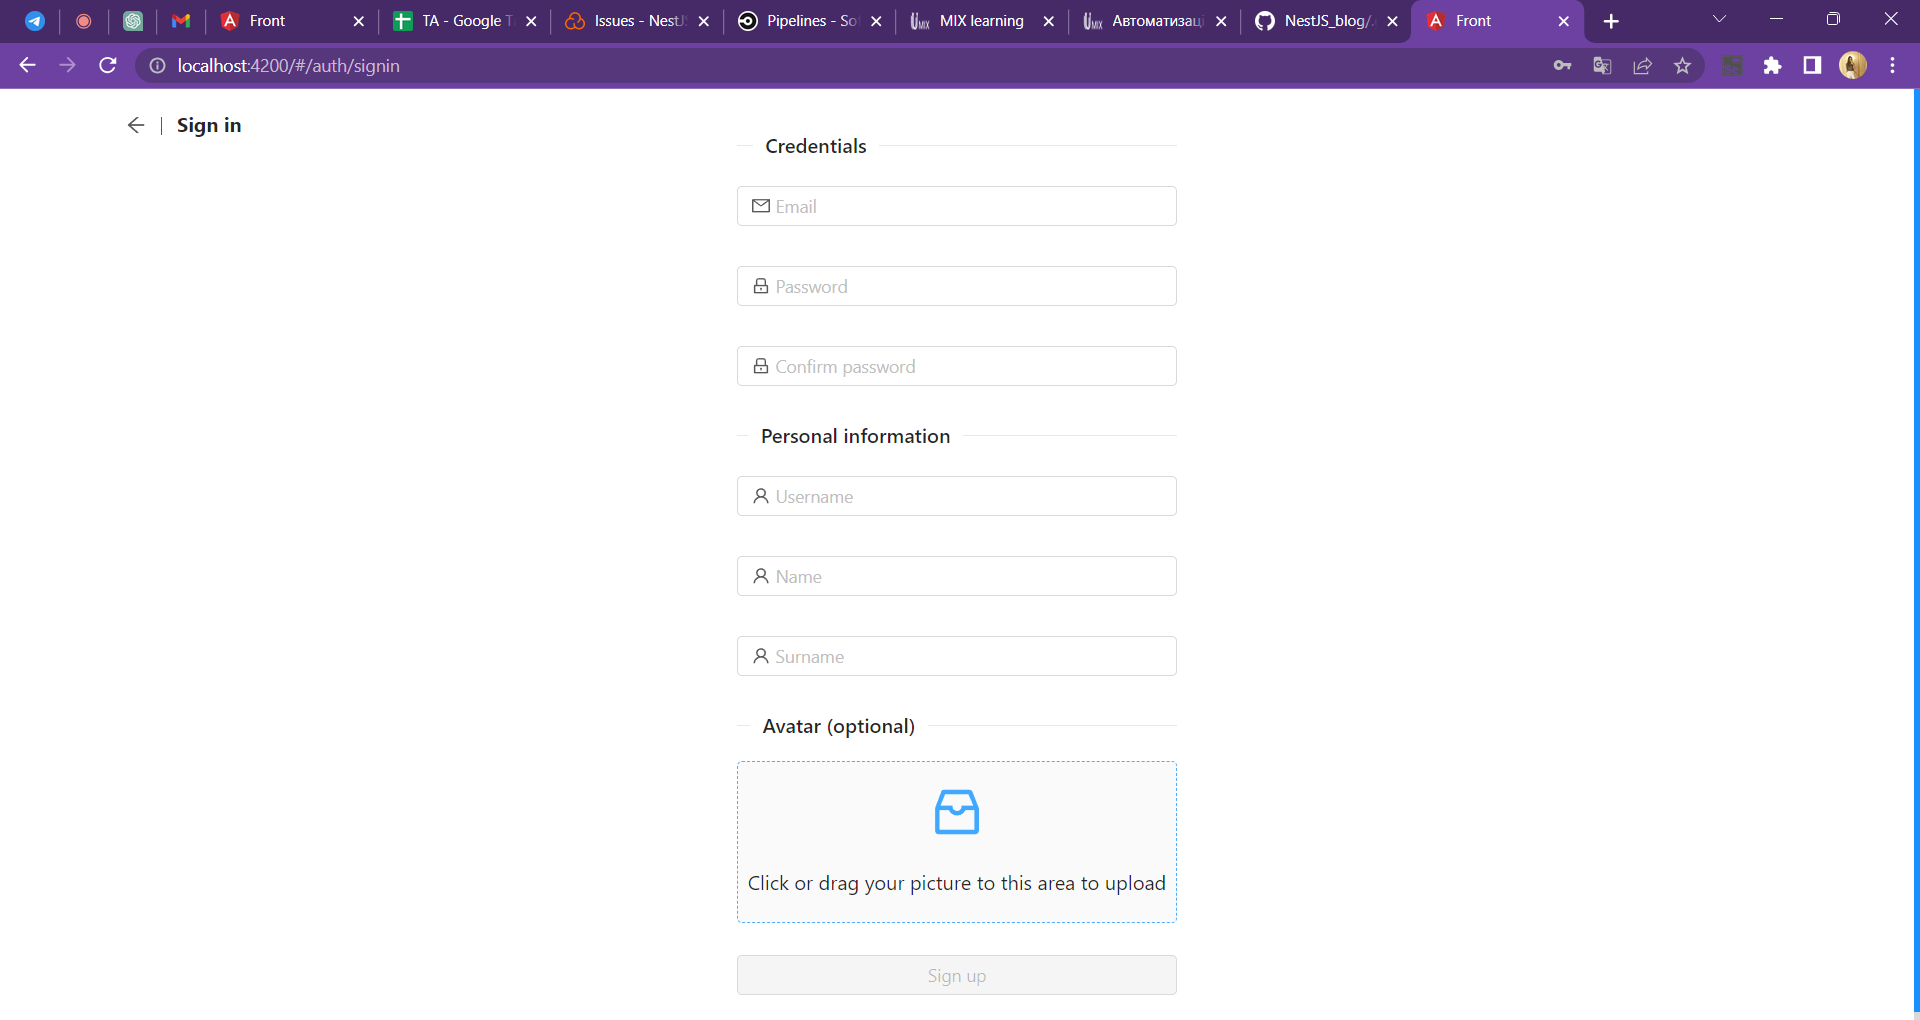 Front
TA - Google T
Issues - NestJS
Pipelines - So
MIX learning
Автоматизац
NestJS_blog/.
Front
localhost:4200/#/auth/signin
Sign in
Credentials
Email
Password
Confirm password
Personal information
Username
Name
Surname
Avatar (optional)
Click or drag your picture to this area to upload
Sign up